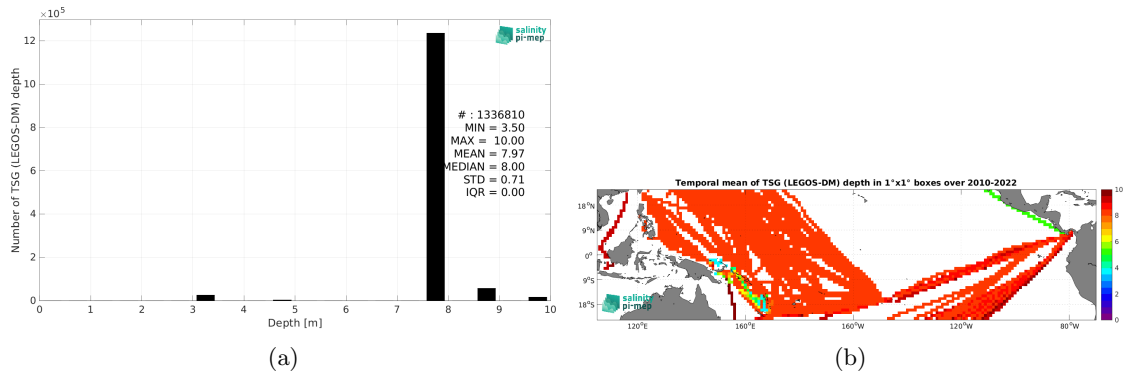 ×10⁵
salinity
pi-mep
12
10
8
6
4
2
0
Number of TSG (LEGOS-DM) depth
# : 1336810
MIN = 3.50
MAX = 10.00
MEAN = 7.97
MEDIAN = 8.00
STD = 0.71
IQR = 0.00
0 1 2 3 4 5 6 7 8 9 10
Depth [m]
(a)
Temporal mean of TSG (LEGOS-DM) depth in 1°x1° boxes over 2010-2022
18°N
9°N
0°
9°S
18°S
salinity
pi-mep
120°E 160°E 160°W 120°W 80°W
10
8
6
4
2
0
(b)